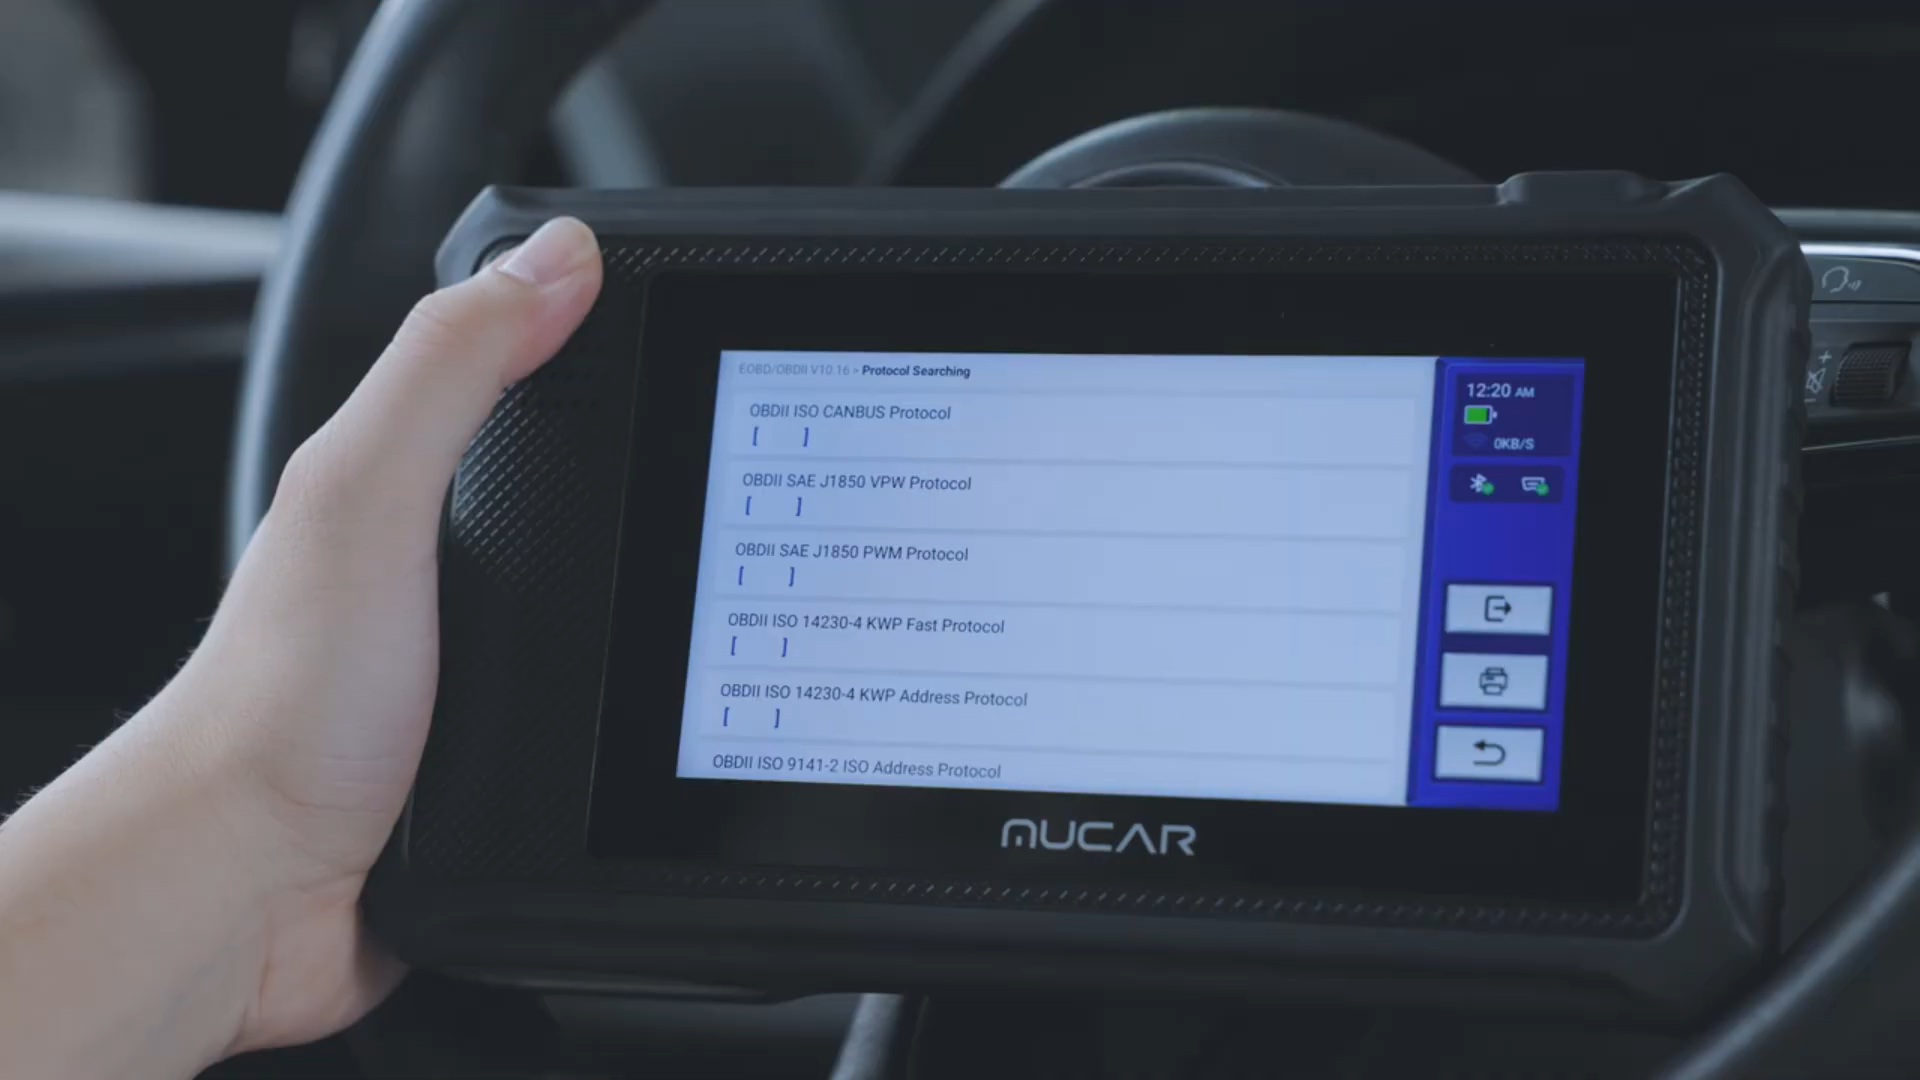 EOBD/OBDII V10.16 > Protocol Searching
OBDII ISO CANBUS Protocol
[ ]
OBDII SAE J1850 VPW Protocol
[ ]
OBDII SAE J1850 PWM Protocol
[ ]
OBDII ISO 14230-4 KWP Fast Protocol
[ ]
OBDII ISO 14230-4 KWP Address Protocol
[ ]
OBDII ISO 9141-2 ISO Address Protocol
12:20 AM
0KB/S
MUCAR